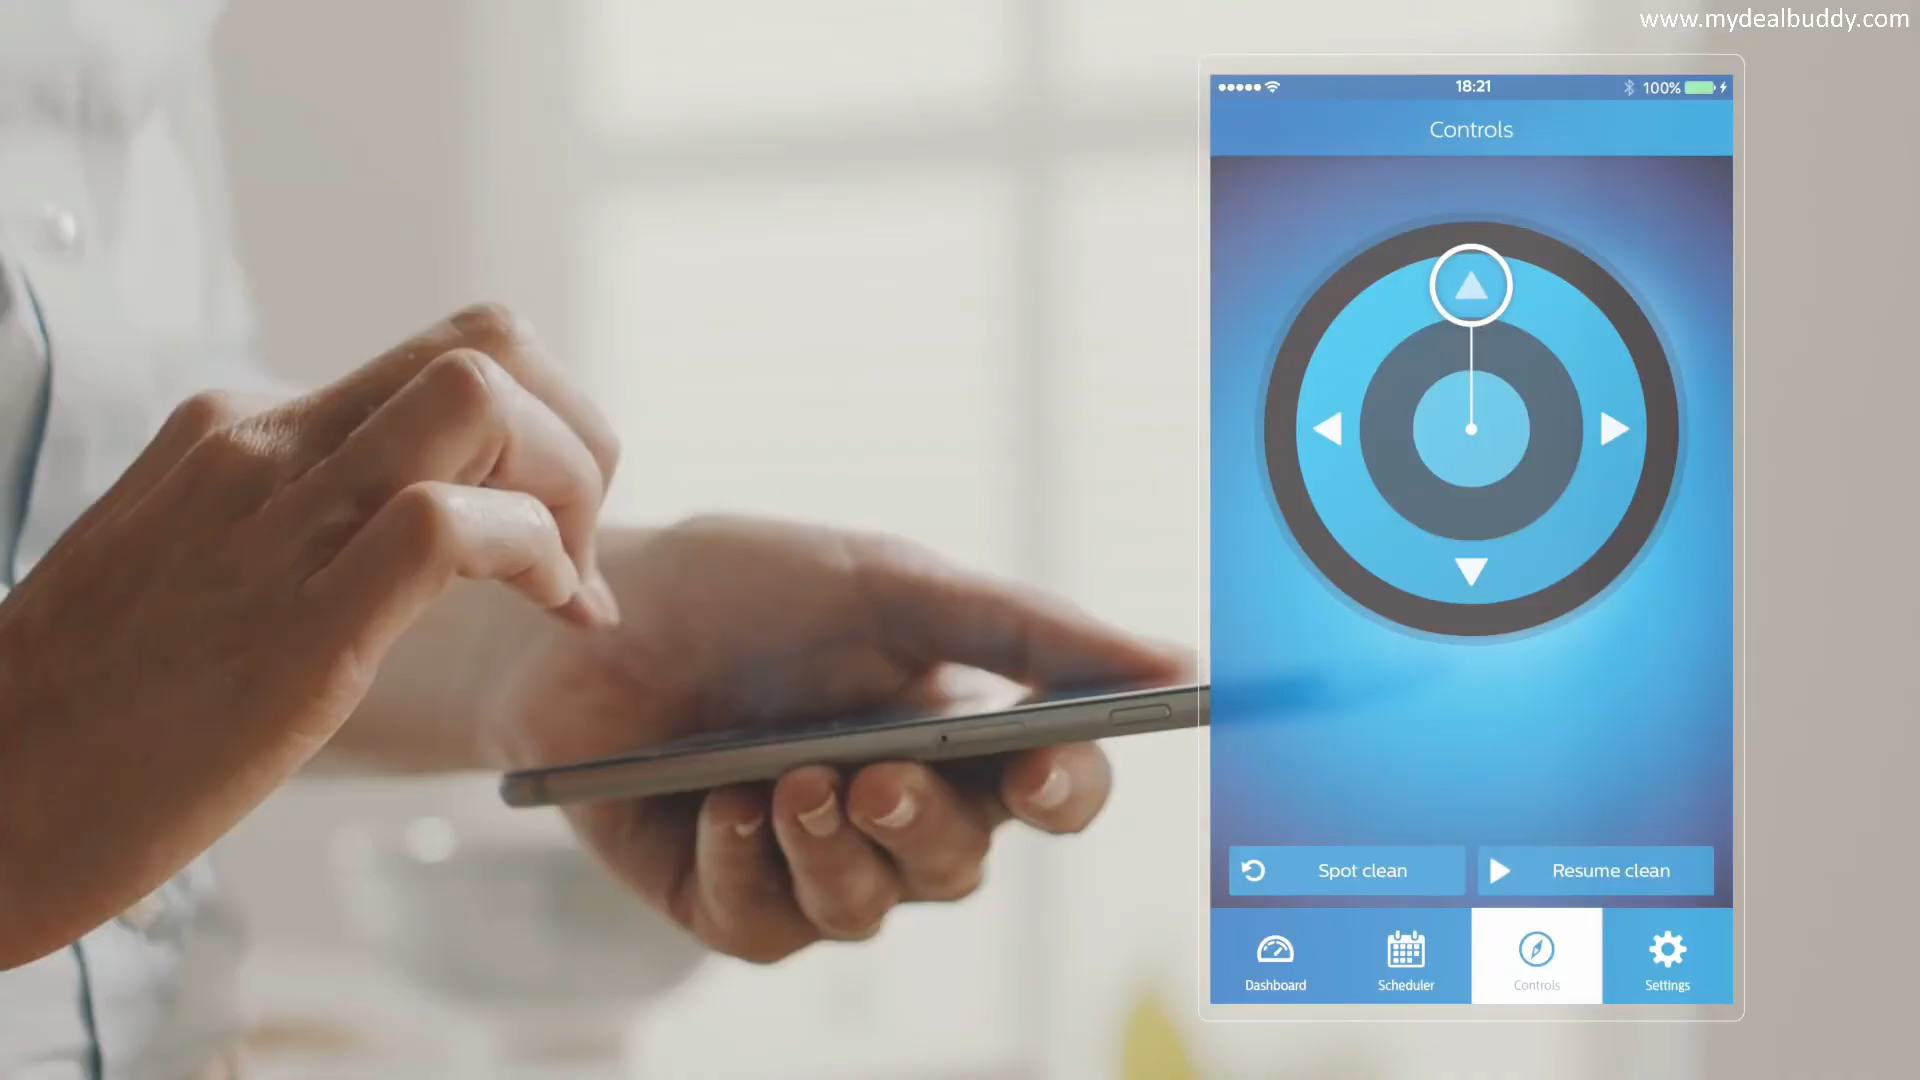 www.mydealbuddy.com
18:21
100%
Controls
Spot clean
Resume clean
Dashboard
Scheduler
Controls
Settings